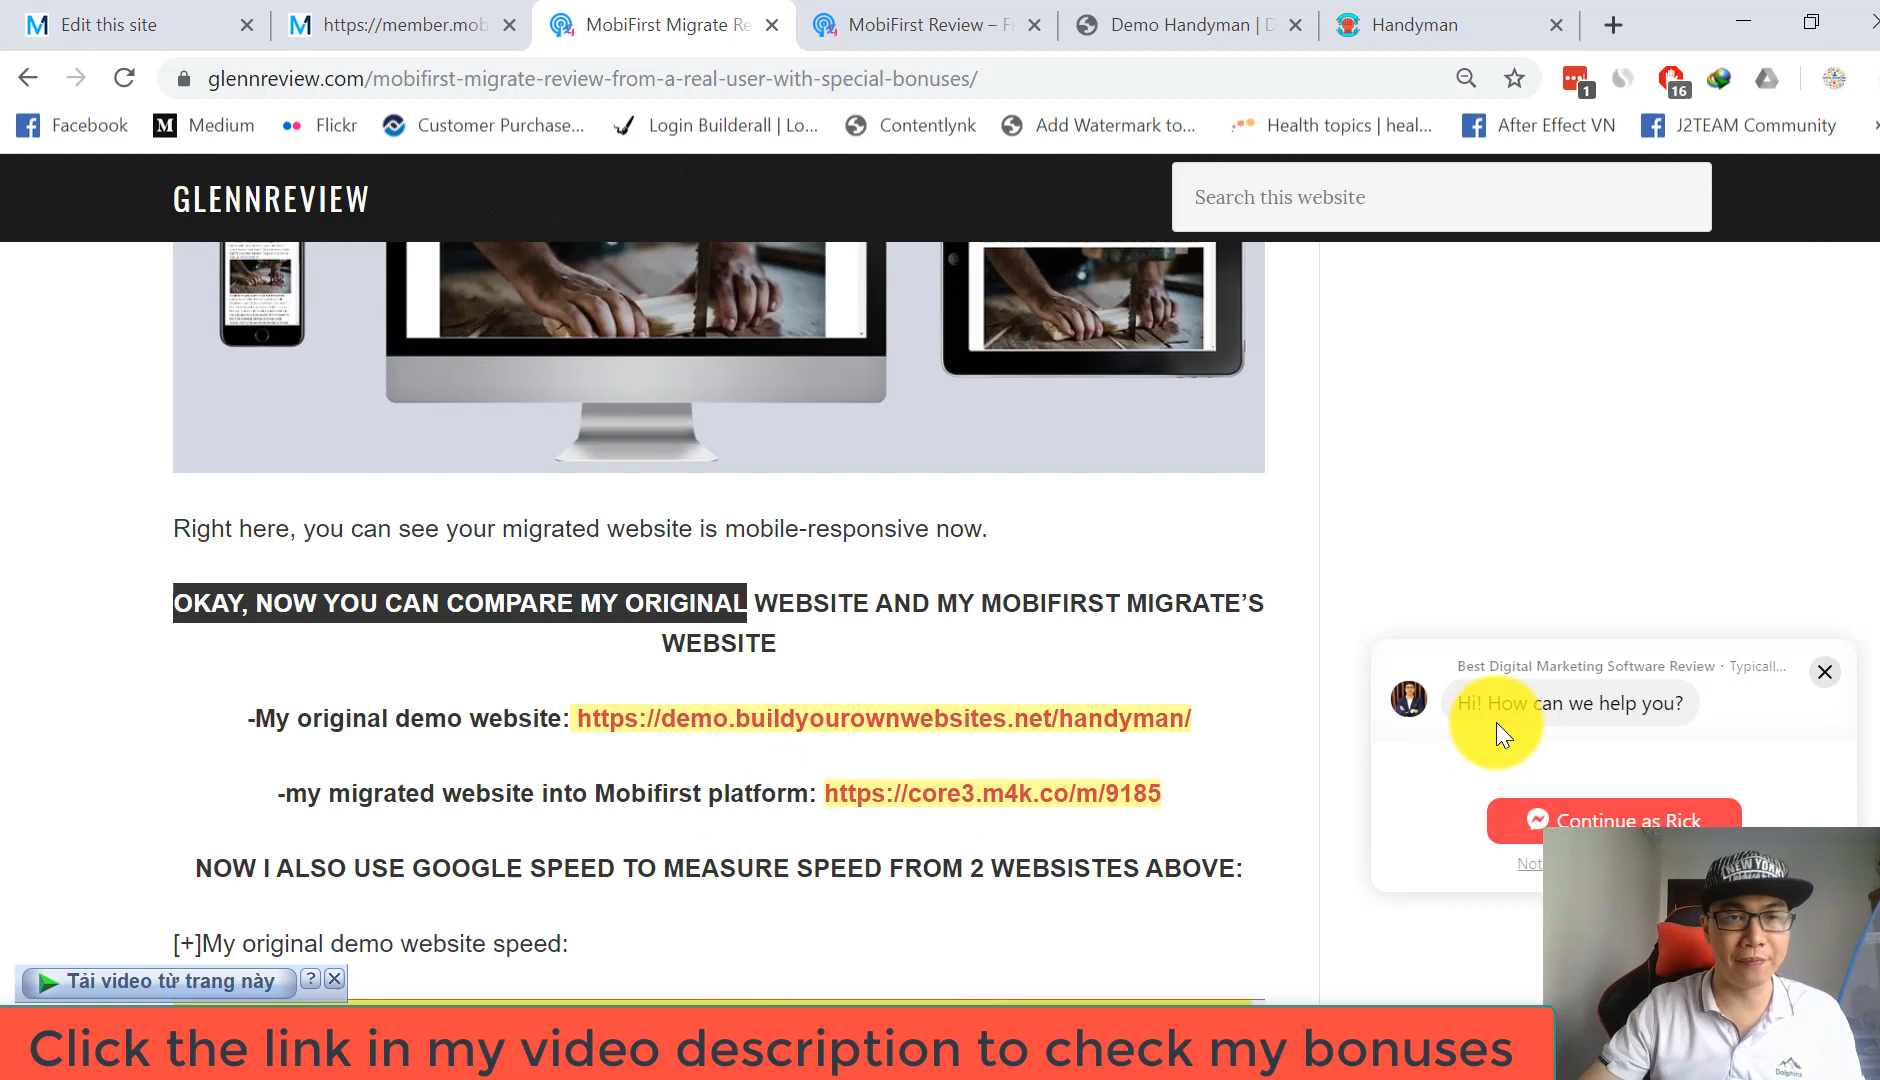 Edit this site
https://member.mob
MobiFirst Migrate Re
MobiFirst Review – F
Demo Handyman | D
Handyman
glennreview.com/mobifirst-migrate-review-from-a-real-user-with-special-bonuses/
1
16
Facebook
Medium
Flickr
Customer Purchase...
Login Builderall | Lo...
Contentlynk
Add Watermark to...
Health topics | heal...
After Effect VN
J2TEAM Community
GLENNREVIEW
Search this website
Right here, you can see your migrated website is mobile-responsive now.
OKAY, NOW YOU CAN COMPARE MY ORIGINAL WEBSITE AND MY MOBIFIRST MIGRATE’S
WEBSITE
-My original demo website: https://demo.buildyourownwebsites.net/handyman/
-my migrated website into Mobifirst platform: https://core3.m4k.co/m/9185
NOW I ALSO USE GOOGLE SPEED TO MEASURE SPEED FROM 2 WEBSISTES ABOVE:
[+]My original demo website speed:
Best Digital Marketing Software Review · Typicall...
Hi! How can we help you?
Continue as Rick
Not
NEW YORK
Tải video từ trang này
?
Click the link in my video description to check my bonuses
Dolphins